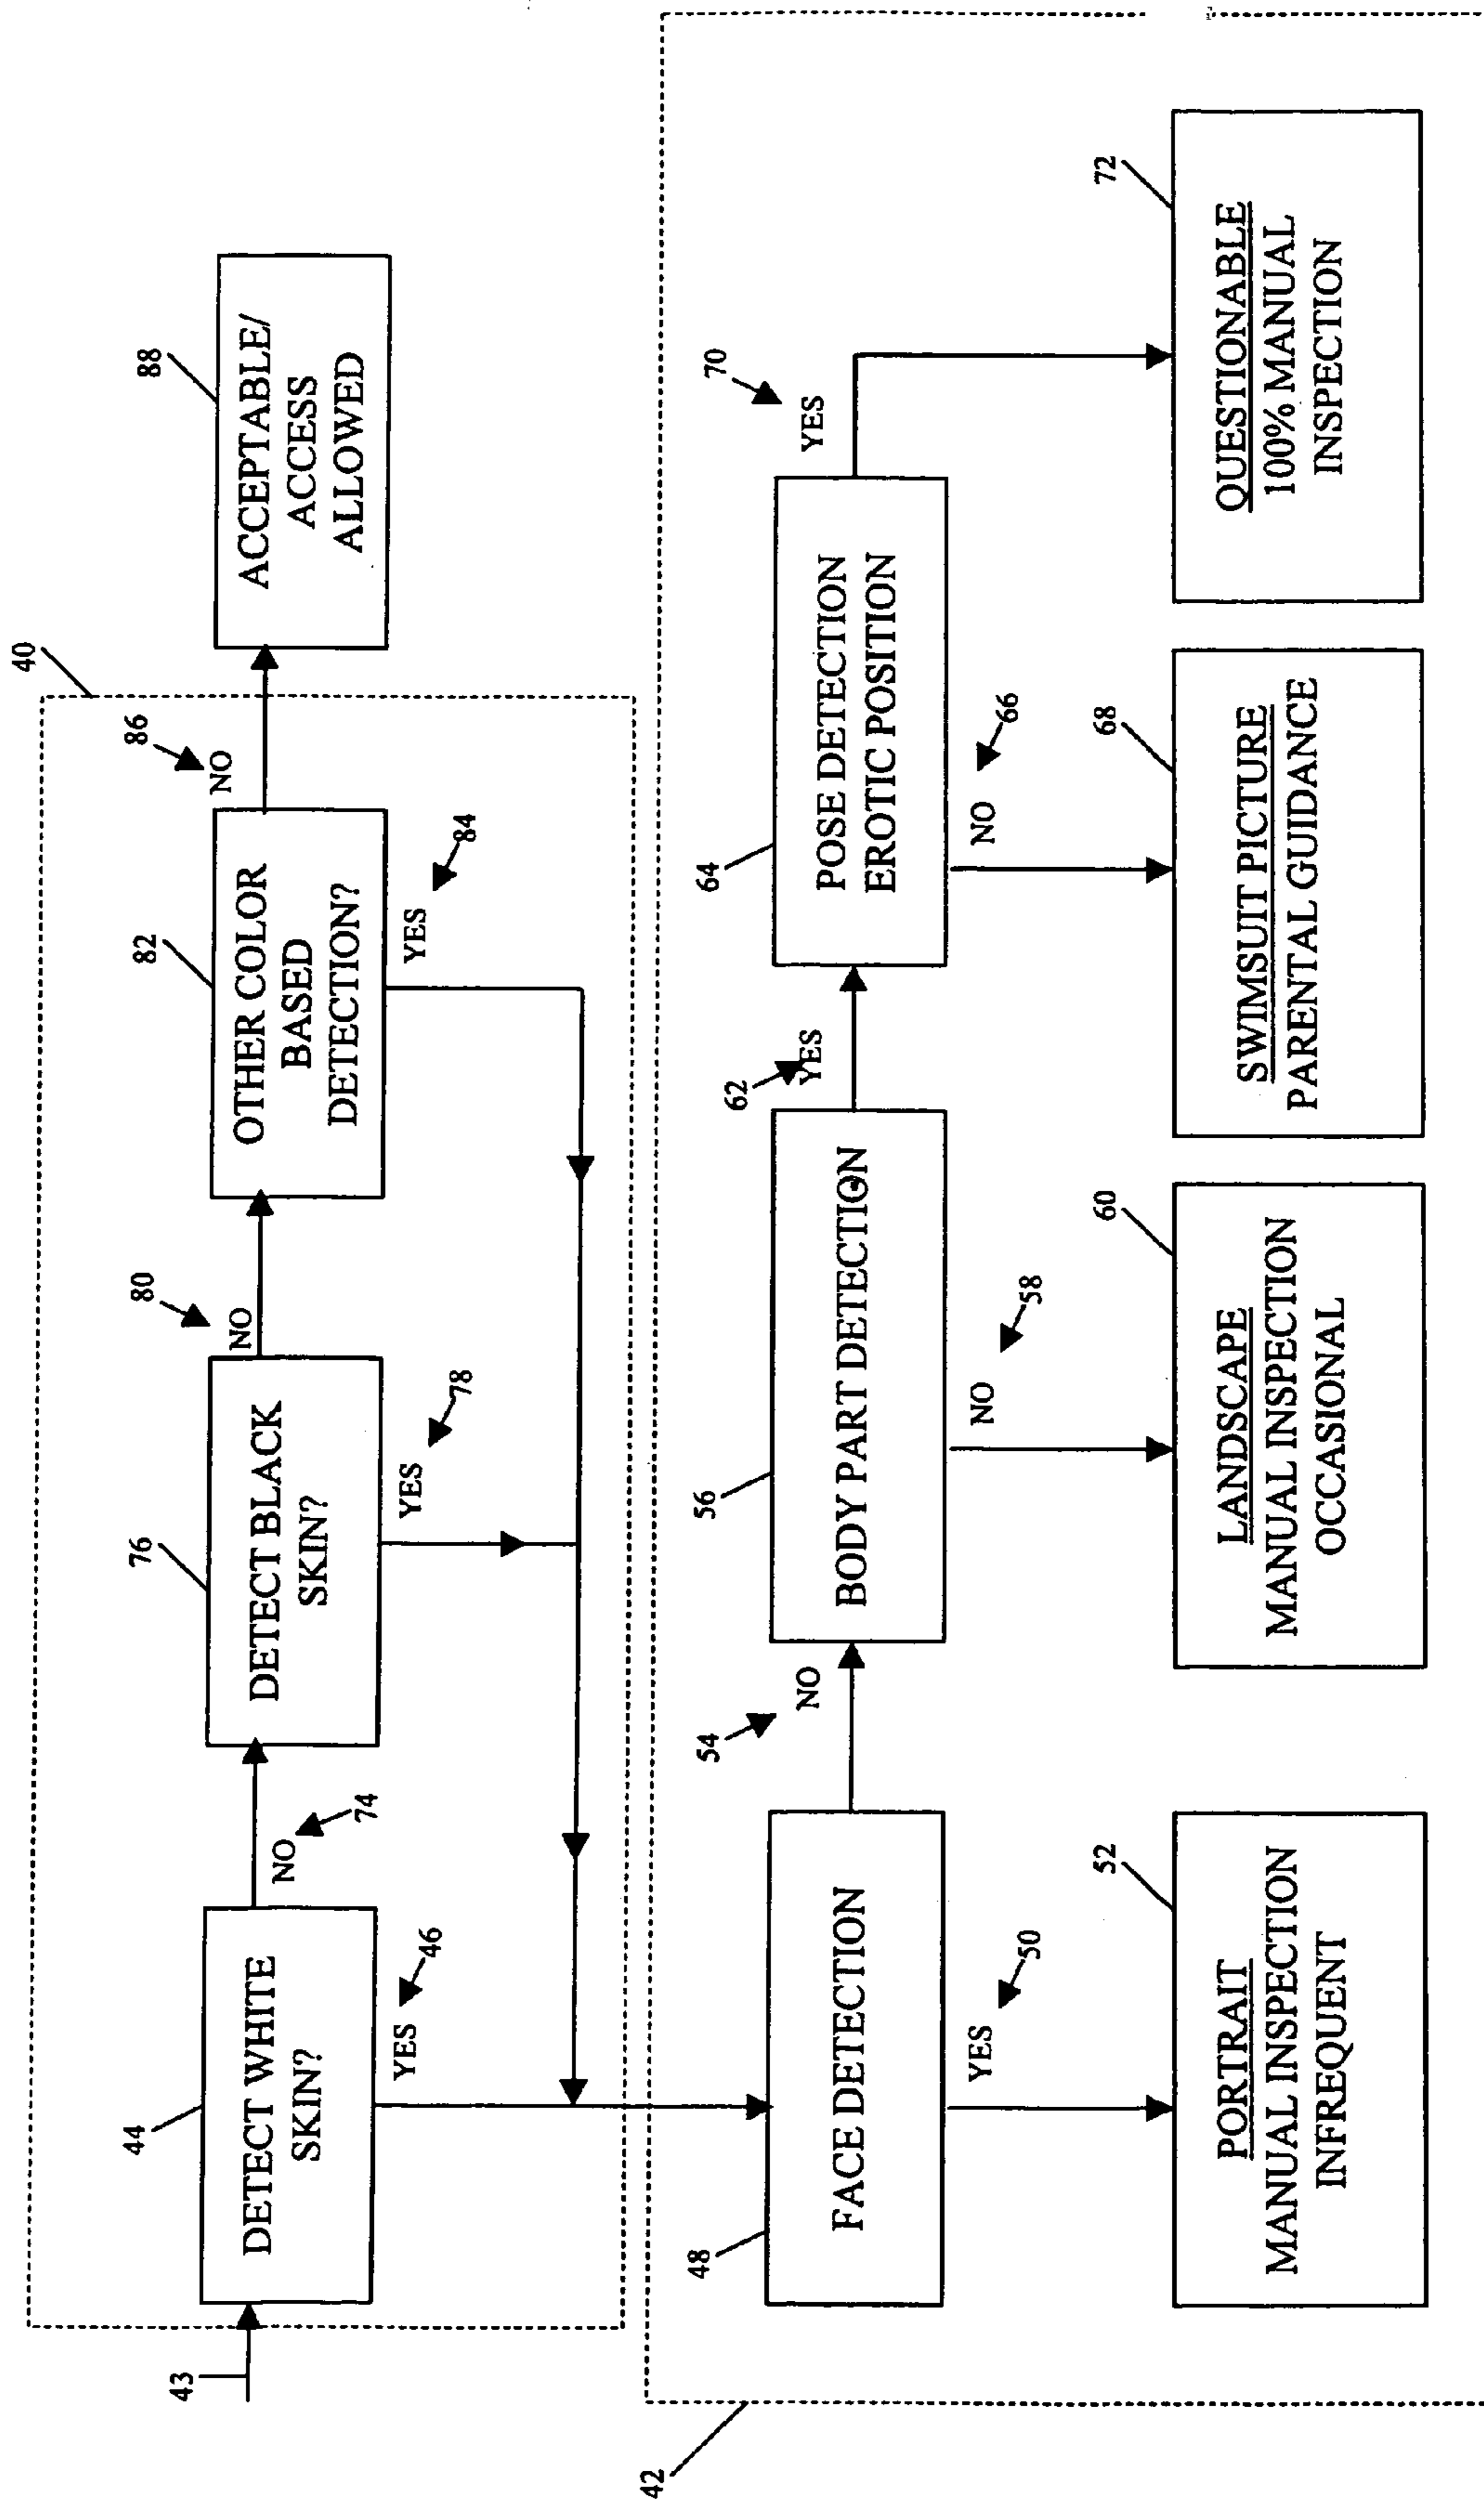 40
43
44
DETECT WHITE
SKIN?
NO
74
YES
46
76
DETECT BLACK
SKIN?
80
NO
YES
78
82
OTHER COLOR
BASED
DETECTION?
86
NO
YES
84
88
ACCEPTABLE/
ACCESS
ALLOWED
42
48
FACE DETECTION
54
NO
YES
50
56
BODY PART DETECTION
62
YES
NO
58
64
POSE DETECTION
EROTIC POSITION
70
YES
NO
66
52
PORTRAIT
MANUAL INSPECTION
INFREQUENT
60
LANDSCAPE
MANUAL INSPECTION
OCCASIONAL
68
SWIMSUIT PICTURE
PARENTAL GUIDANCE
72
QUESTIONABLE
100% MANUAL
INSPECTION